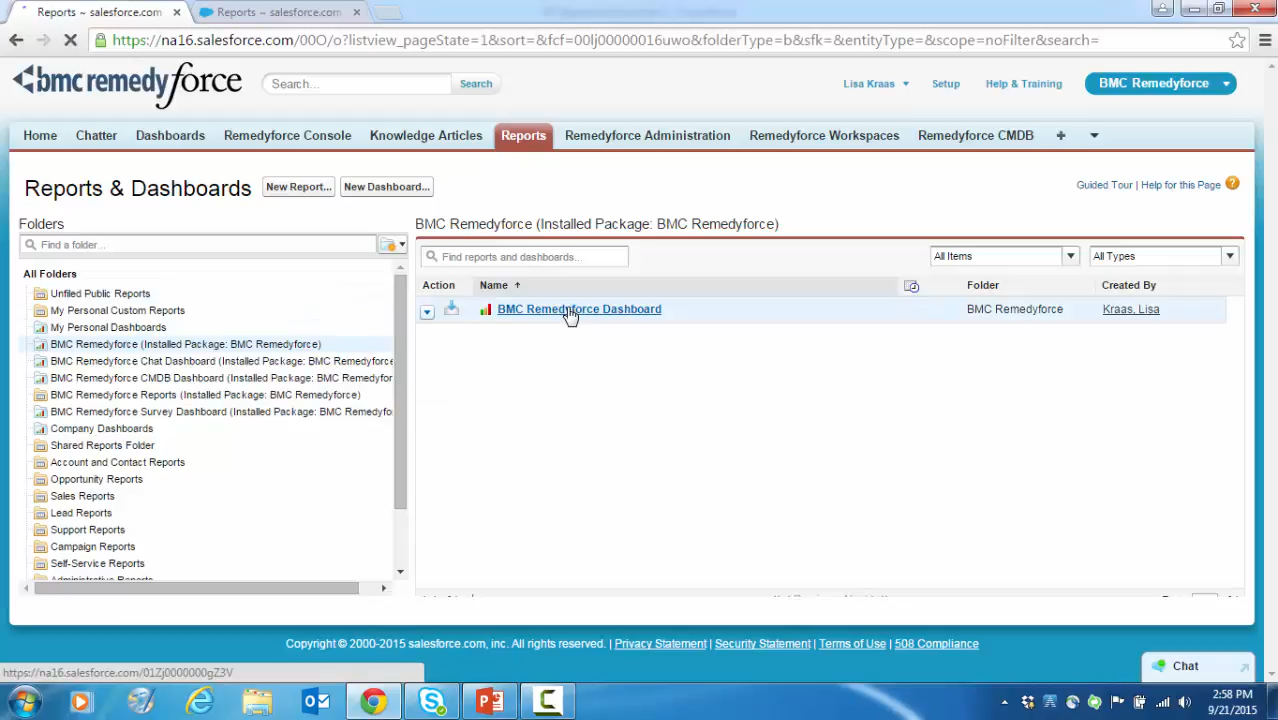 Reports ~ salesforce.com
Reports ~ salesforce.com
https://na16.salesforce.com/00O/o?listview_pageState=1&sort=&fcf=00lj00000016uwo&folderType=b&sfk=&entityType=&scope=noFilter&search=
bmc remedyforce
Search...
Search
Lisa Kraas
Setup
Help & Training
BMC Remedyforce
Home
Chatter
Dashboards
Remedyforce Console
Knowledge Articles
Reports
Remedyforce Administration
Remedyforce Workspaces
Remedyforce CMDB
+
Reports & Dashboards
New Report...
New Dashboard...
Guided Tour | Help for this Page
Folders
Find a folder...
All Folders
Unfiled Public Reports
My Personal Custom Reports
My Personal Dashboards
BMC Remedyforce (Installed Package: BMC Remedyforce)
BMC Remedyforce Chat Dashboard (Installed Package: BMC Remedyforce
BMC Remedyforce CMDB Dashboard (Installed Package: BMC Remedyfor
BMC Remedyforce Reports (Installed Package: BMC Remedyforce)
BMC Remedyforce Survey Dashboard (Installed Package: BMC Remedyfo
Company Dashboards
Shared Reports Folder
Account and Contact Reports
Opportunity Reports
Sales Reports
Lead Reports
Support Reports
Campaign Reports
Self-Service Reports
Administrative Reports
BMC Remedyforce (Installed Package: BMC Remedyforce)
Find reports and dashboards...
All Items
All Types
Action
Name
Folder
Created By
BMC Remedyforce Dashboard
BMC Remedyforce
Kraas, Lisa
Copyright © 2000-2015 salesforce.com, inc. All rights reserved. | Privacy Statement | Security Statement | Terms of Use | 508 Compliance
https://na16.salesforce.com/01Zj0000000gZ3V
Chat
2:58 PM
9/21/2015